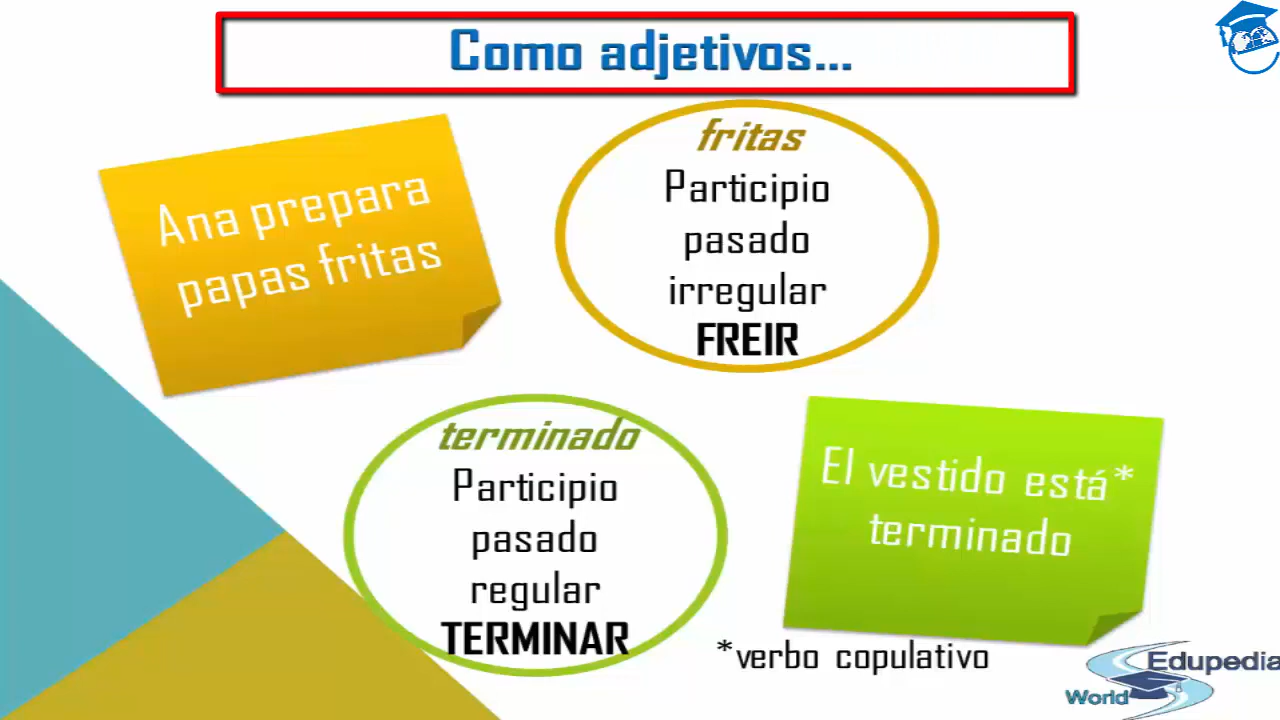 Como adjetivos...
Ana prepara
papas fritas
fritas
Participio
pasado
irregular
FREIR
terminado
Participio
pasado
regular
TERMINAR
El vestido está*
terminado
*verbo copulativo
Edupedia
World